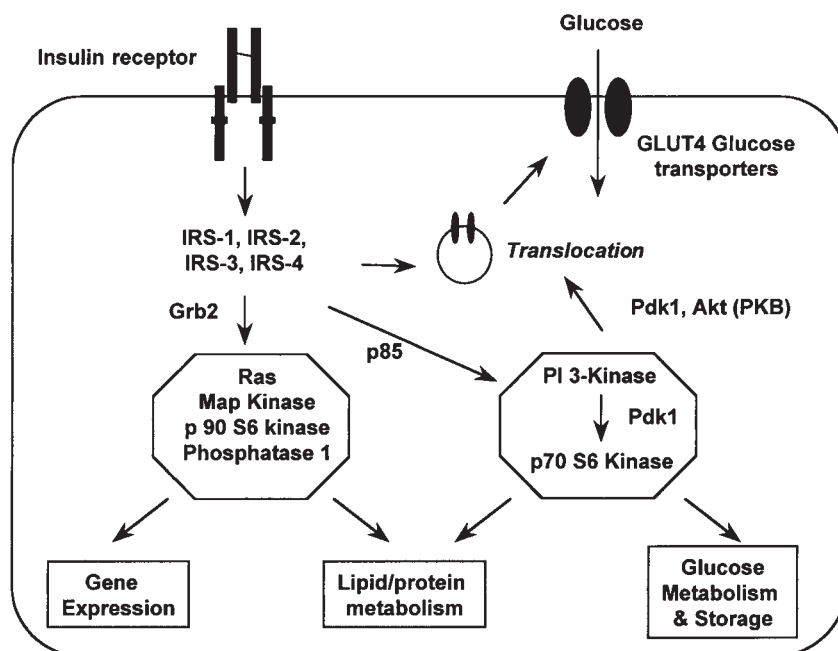 Glucose
Insulin receptor
GLUT4 Glucose
transporters
IRS-1, IRS-2,
IRS-3, IRS-4
Translocation
Grb2
Pdk1, Akt (PKB)
p85
Ras
Map Kinase
p 90 S6 kinase
Phosphatase 1
PI 3-Kinase
Pdk1
p70 S6 Kinase
Gene
Expression
Lipid/protein
metabolism
Glucose
Metabolism
& Storage